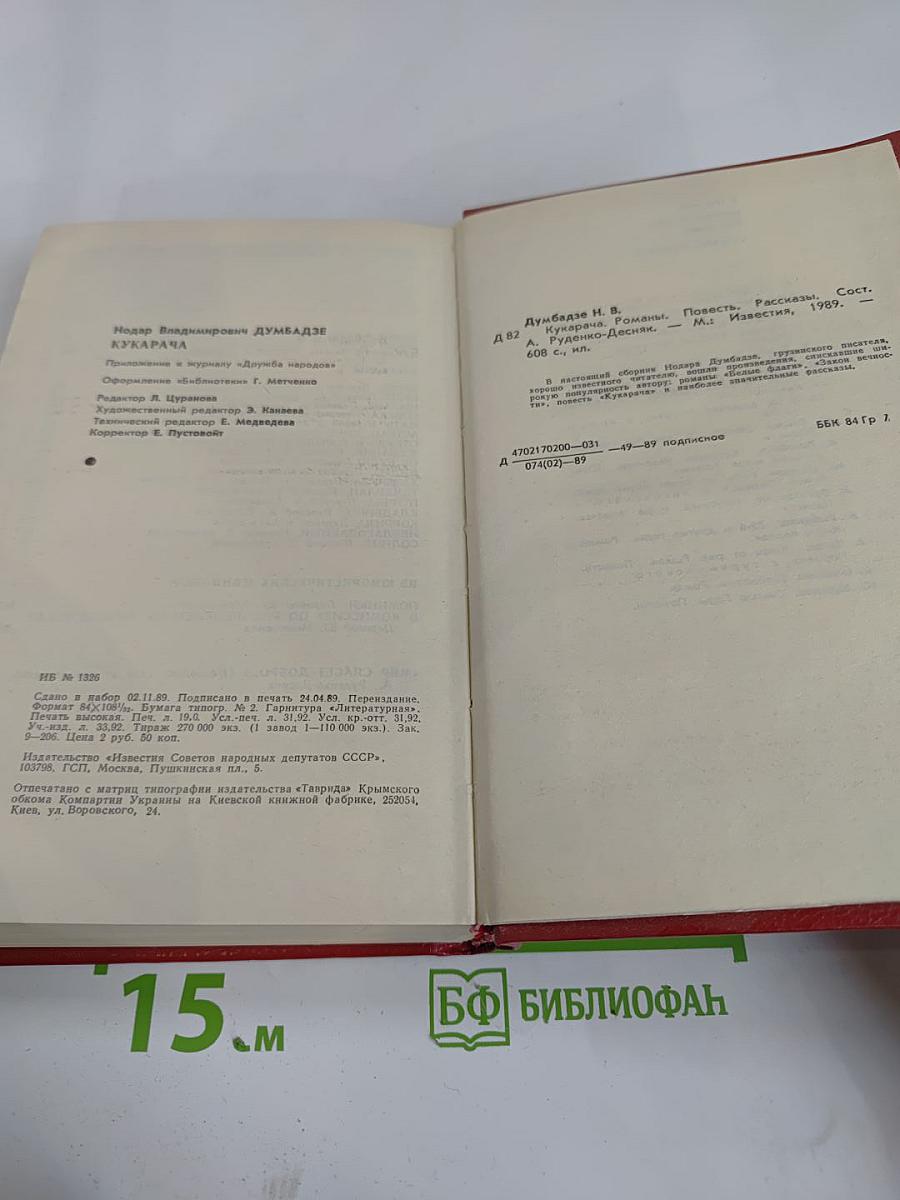 Нодар Владимирович ДУМБАДЗЕ
КУКАРАЧА
Приложение к журналу «Дружба народов»
Оформление «Библиотеки» Г. Метченко
Редактор Л. Цуранова
Художественный редактор Э. Канаева
Технический редактор Е. Медведева
Корректор Е. Пустовойт
ИБ № 1326
Сдано в набор 02.11.89. Подписано в печать 24.04.89. Переиздание.
Формат 84×108¹/₃₂. Бумага типогр. № 2. Гарнитура «Литературная».
Печать высокая. Печ. л. 19,0. Усл.-печ. л. 31,92. Усл. кр.-отт. 31,92.
Уч.-изд. л. 33,92. Тираж 270 000 экз. (1 завод 1—110 000 экз.). Зак.
9—206. Цена 2 руб. 50 коп.
Издательство «Известия Советов народных депутатов СССР»,
103798, ГСП, Москва, Пушкинская пл., 5.
Отпечатано с матриц типографии издательства «Таврида» Крымского
обкома Компартии Украины на Киевской книжной фабрике, 252054,
Киев, ул. Воровского, 24.
Думбадзе Н. В.
Д 82 Кукарача. Романы. Повесть. Рассказы. Сост.
А. Руденко-Десняк. — М.: Известия, 1989. —
608 с., ил.
В настоящий сборник Нодара Думбадзе, грузинского писателя,
хорошо известного читателю, вошли произведения, снискавшие ши-
рокую популярность автору: романы «Белые флаги», «Закон вечнос-
ти», повесть «Кукарача» и наиболее значительные рассказы.
Д 4702170200—031
074(02)—89 —49—89 подписное
ББК 84 Гр 7
15 см
БФ БИБЛИОФАН